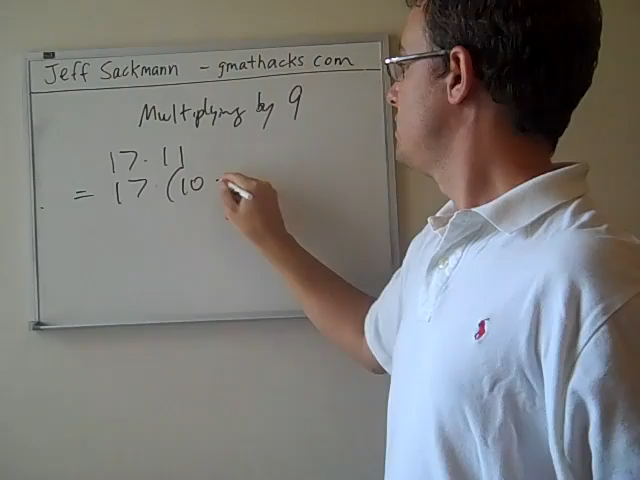 Jeff Sackmann - gmathacks com
Multiplying by 9
17 · 11
= 17 · (10